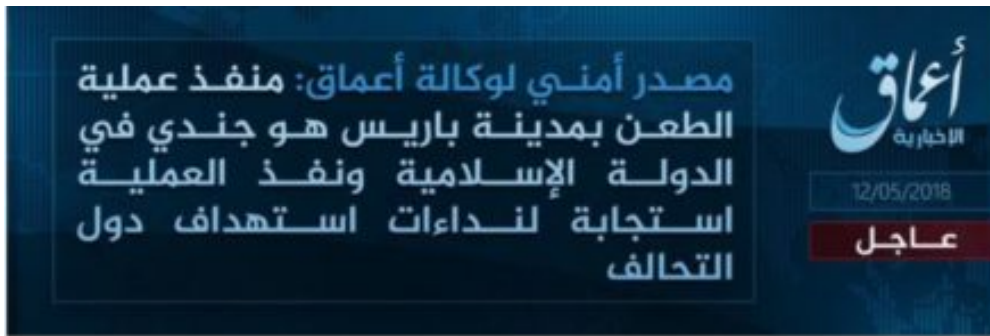 مصدر أمني لوكالة أعماق: منفذ عملية
الطعن بمدينة باريس هو جندي في
الدولة الإسلامية ونفذ العملية
استجابة لنداءات استهداف دول
التحالف
أعماق
الإخبارية
12/05/2018
عاجل